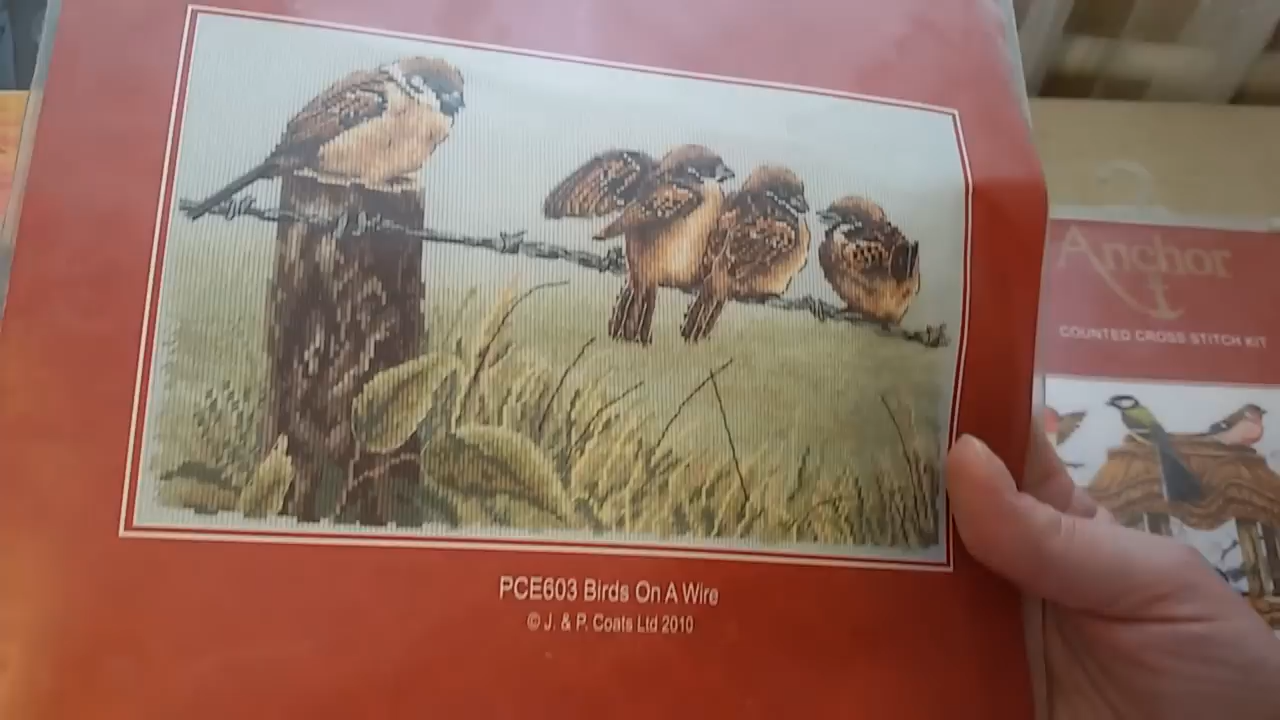 PCE603 Birds On A Wire
© J. & P. Coats Ltd 2010
Anchor
COUNTED CROSS STITCH KIT